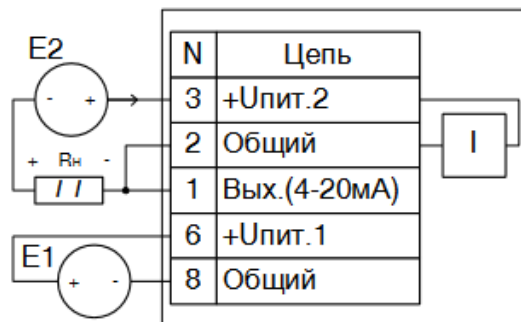 E2
- +
+ Rн -
N Цепь
3 +Uпит.2
2 Общий
1 Вых.(4-20мА)
6 +Uпит.1
8 Общий
I
E1
+ -